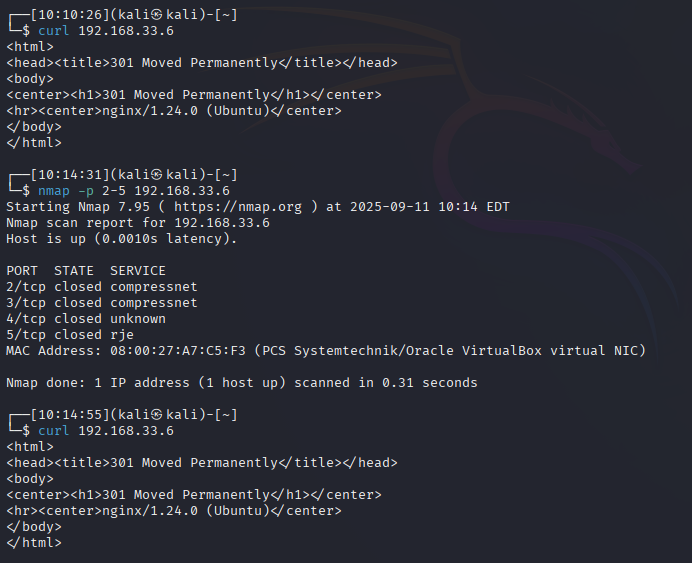 ┌──[10:10:26](kali㉿kali)-[~]
└─$ curl 192.168.33.6
<html>
<head><title>301 Moved Permanently</title></head>
<body>
<center><h1>301 Moved Permanently</h1></center>
<hr><center>nginx/1.24.0 (Ubuntu)</center>
</body>
</html>

┌──[10:14:31](kali㉿kali)-[~]
└─$ nmap -p 2-5 192.168.33.6
Starting Nmap 7.95 ( https://nmap.org ) at 2025-09-11 10:14 EDT
Nmap scan report for 192.168.33.6
Host is up (0.0010s latency).

PORT  STATE  SERVICE
2/tcp closed compressnet
3/tcp closed compressnet
4/tcp closed unknown
5/tcp closed rje
MAC Address: 08:00:27:A7:C5:F3 (PCS Systemtechnik/Oracle VirtualBox virtual NIC)

Nmap done: 1 IP address (1 host up) scanned in 0.31 seconds

┌──[10:14:55](kali㉿kali)-[~]
└─$ curl 192.168.33.6
<html>
<head><title>301 Moved Permanently</title></head>
<body>
<center><h1>301 Moved Permanently</h1></center>
<hr><center>nginx/1.24.0 (Ubuntu)</center>
</body>
</html>